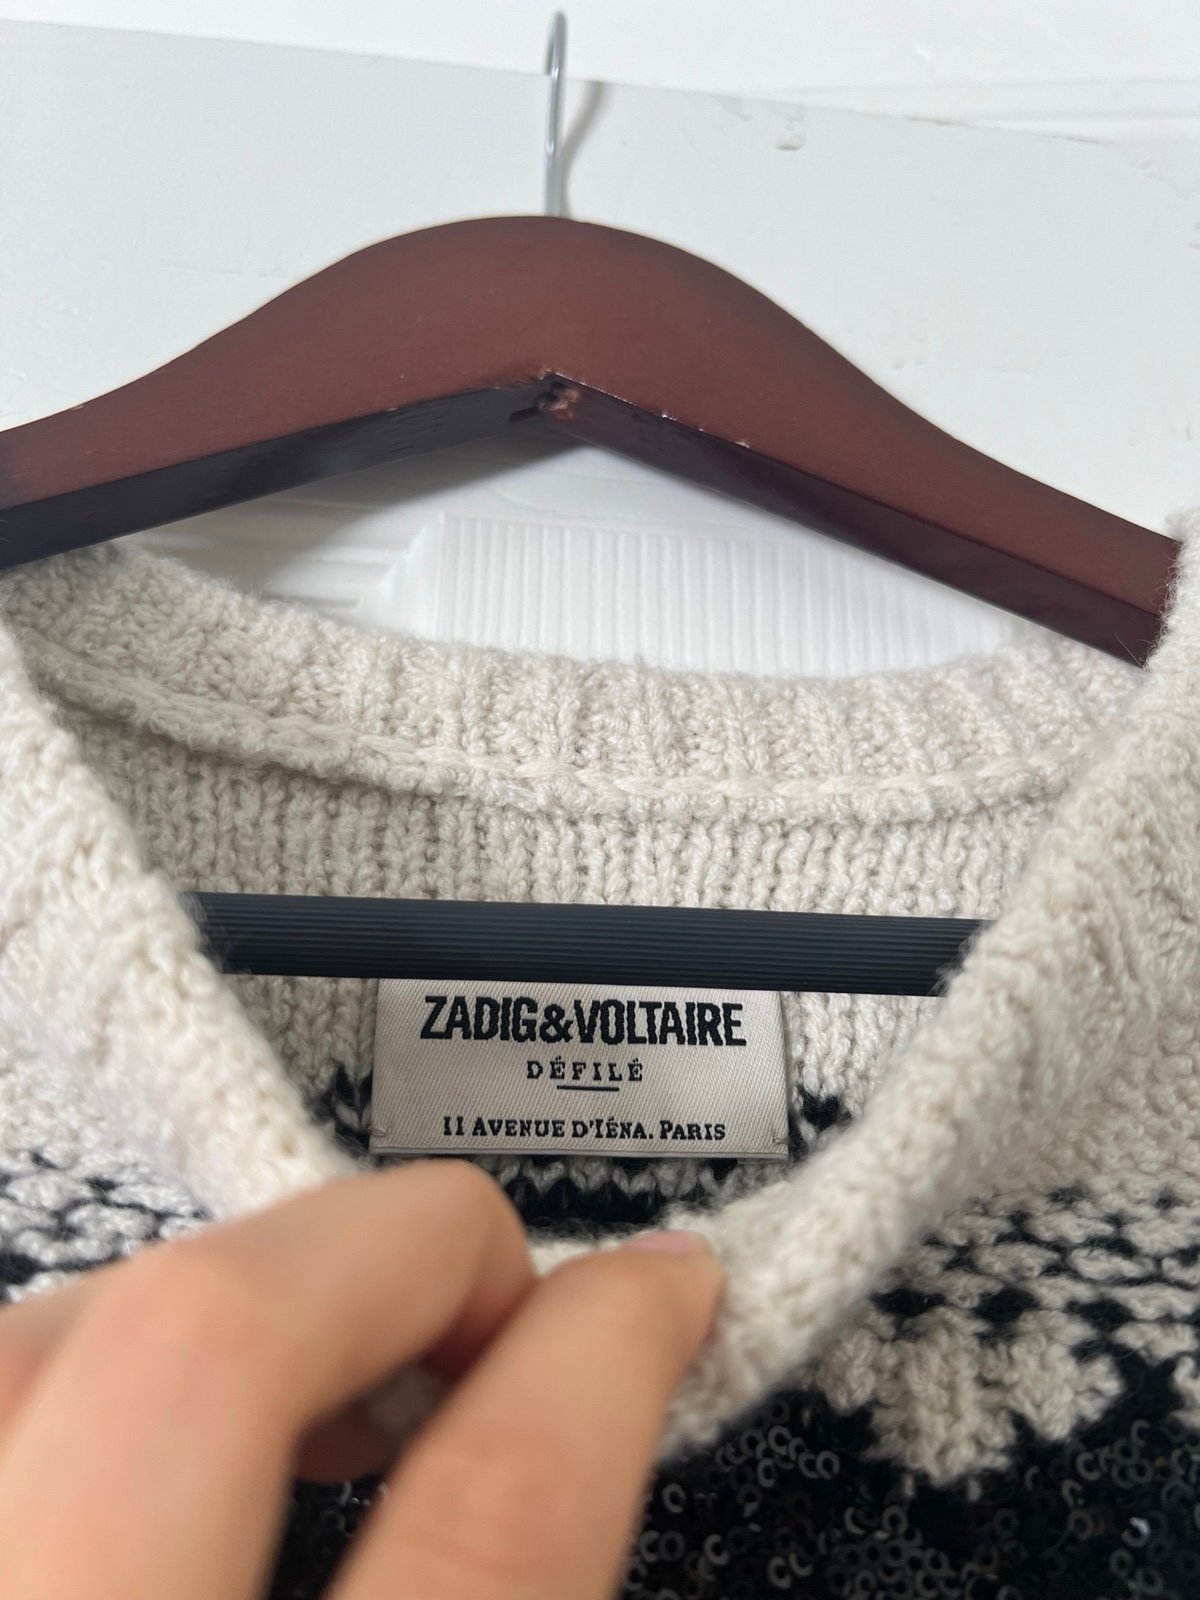 ZADIG&VOLTAIRE
DÉFILÉ
11 AVENUE D'IÉNA. PARIS